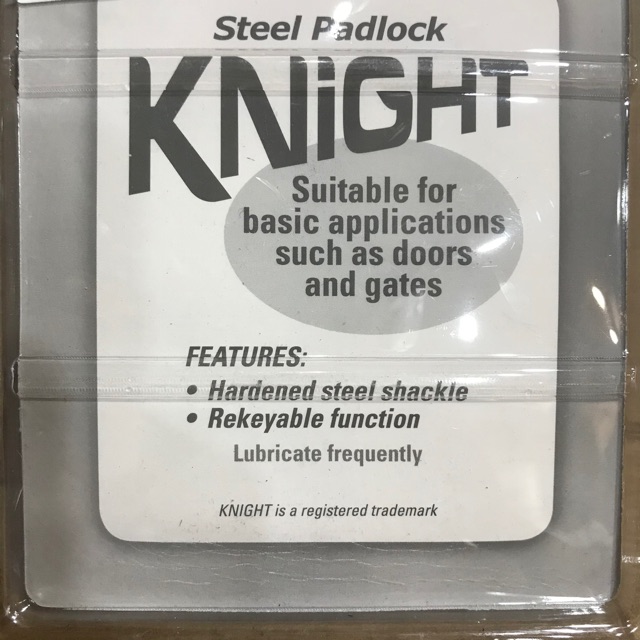 Steel Padlock
KNiGHT
Suitable for
basic applications
such as doors
and gates
FEATURES:
• Hardened steel shackle
• Rekeyable function
Lubricate frequently
KNIGHT is a registered trademark